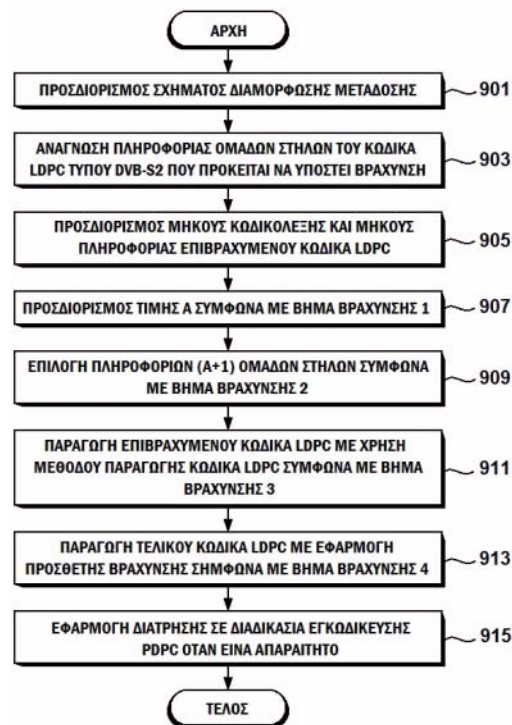 ΑΡΧΗ
ΠΡΟΣΔΙΟΡΙΣΜΟΣ ΣΧΗΜΑΤΟΣ ΔΙΑΜΟΡΦΩΣΗΣ ΜΕΤΑΔΟΣΗΣ
901
ΑΝΑΓΝΩΣΗ ΠΛΗΡΟΦΟΡΙΑΣ ΟΜΑΔΩΝ ΣΤΗΛΩΝ ΤΟΥ ΚΩΔΙΚΑ
LDPC ΤΥΠΟΥ DVB-S2 ΠΟΥ ΠΡΟΚΕΙΤΑΙ ΝΑ ΥΠΟΣΤΕΙ ΒΡΑΧΥΝΣΗ
903
ΠΡΟΣΔΙΟΡΙΣΜΟΣ ΜΗΚΟΥΣ ΚΩΔΙΚΟΛΕΞΗΣ ΚΑΙ ΜΗΚΟΥΣ
ΠΛΗΡΟΦΟΡΙΑΣ ΕΠΙΒΡΑΧΥΜΕΝΟΥ ΚΩΔΙΚΑ LDPC
905
ΠΡΟΣΔΙΟΡΙΣΜΟΣ ΤΙΜΗΣ Α ΣΥΜΦΩΝΑ ΜΕ ΒΗΜΑ ΒΡΑΧΥΝΣΗΣ 1
907
ΕΠΙΛΟΓΗ ΠΛΗΡΟΦΟΡΙΩΝ (Α+1) ΟΜΑΔΩΝ ΣΤΗΛΩΝ ΣΥΜΦΩΝΑ
ΜΕ ΒΗΜΑ ΒΡΑΧΥΝΣΗΣ 2
909
ΠΑΡΑΓΩΓΗ ΕΠΙΒΡΑΧΥΜΕΝΟΥ ΚΩΔΙΚΑ LDPC ΜΕ ΧΡΗΣΗ
ΜΕΘΟΔΟΥ ΠΑΡΑΓΩΓΗΣ ΚΩΔΙΚΑ LDPC ΣΥΜΦΩΝΑ ΜΕ ΒΗΜΑ
ΒΡΑΧΥΝΣΗΣ 3
911
ΠΑΡΑΓΩΓΗ ΤΕΛΙΚΟΥ ΚΩΔΙΚΑ LDPC ΜΕ ΕΦΑΡΜΟΓΗ
ΠΡΟΣΘΕΤΗΣ ΒΡΑΧΥΝΣΗΣ ΣΗΜΦΩΝΑ ΜΕ ΒΗΜΑ ΒΡΑΧΥΝΣΗΣ 4
913
ΕΦΑΡΜΟΓΗ ΔΙΑΤΡΗΣΗΣ ΣΕ ΔΙΑΔΙΚΑΣΙΑ ΕΓΚΩΔΙΚΕΥΣΗΣ
PDPC ΟΤΑΝ ΕΙΝΑ ΑΠΑΡΑΙΤΗΤΟ
915
ΤΕΛΟΣ